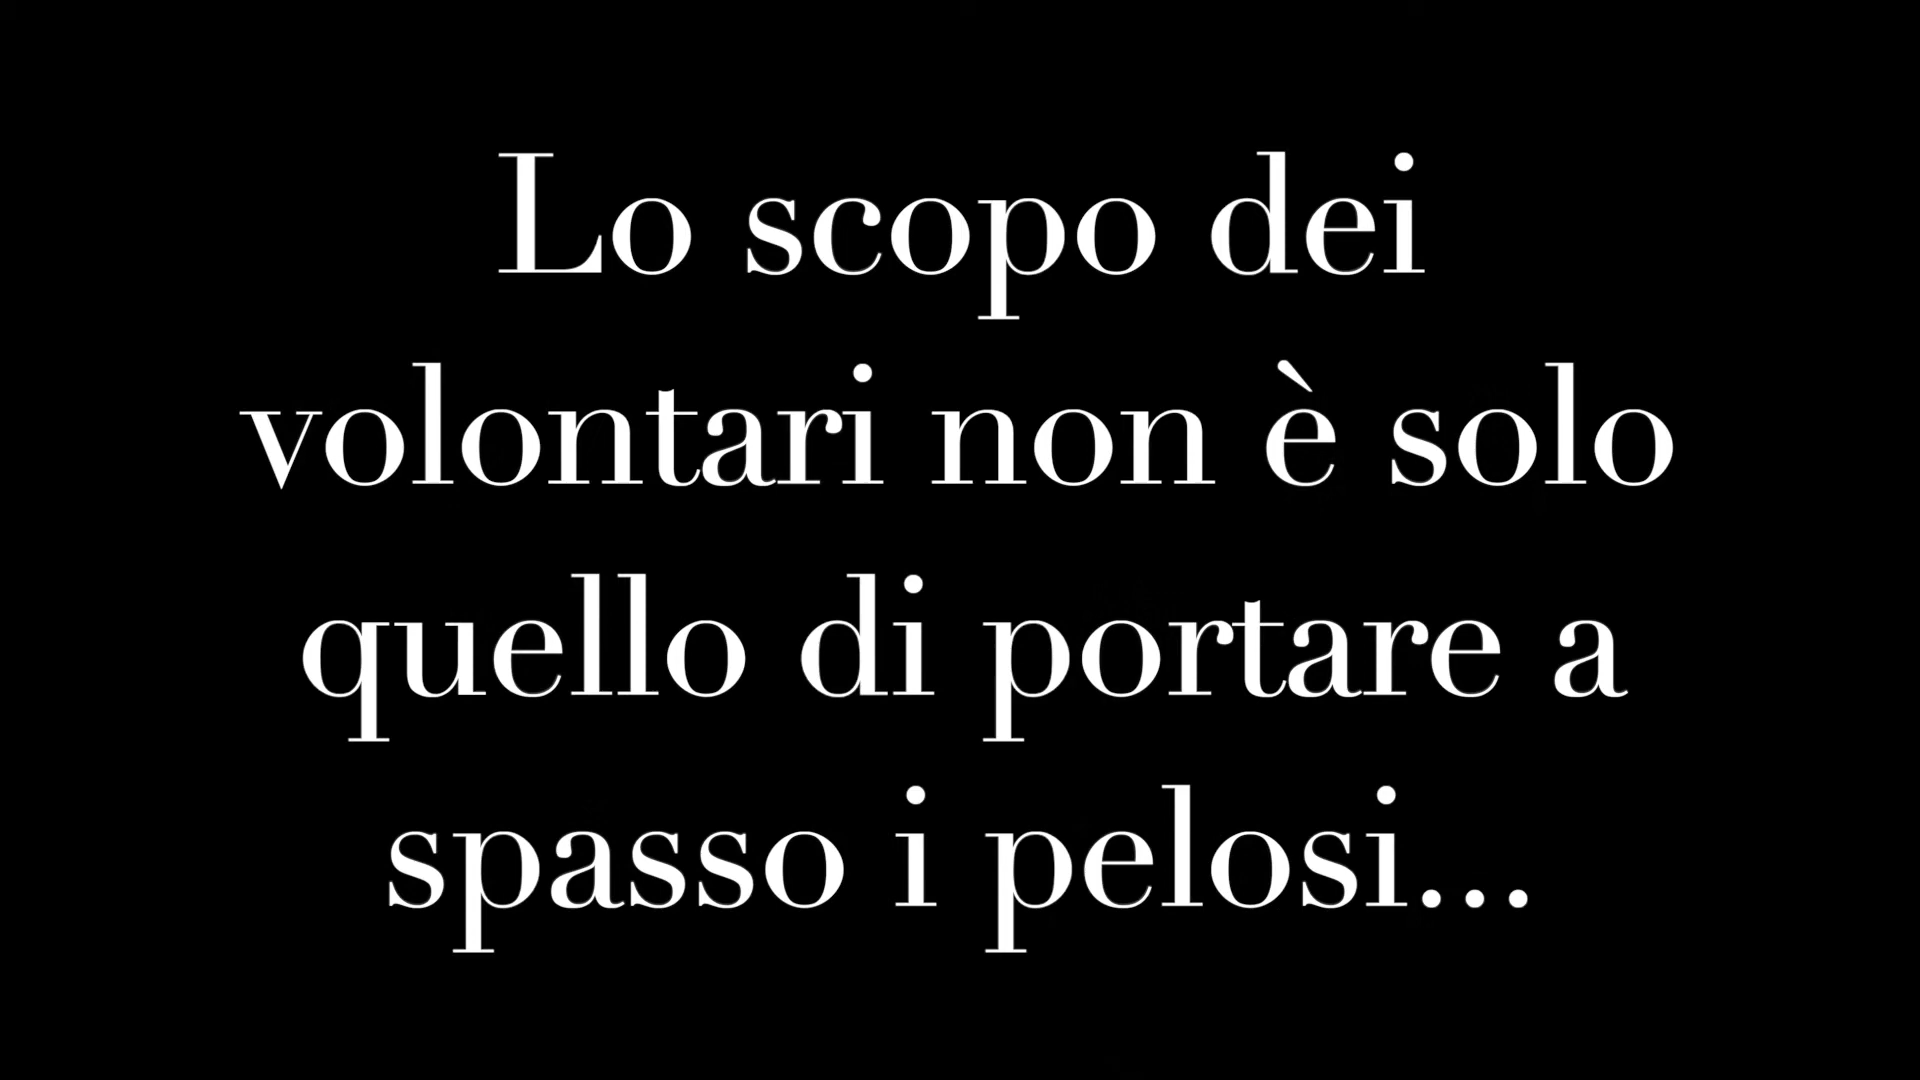 Lo scopo dei
volontari non è solo
quello di portare a
spasso i pelosi...